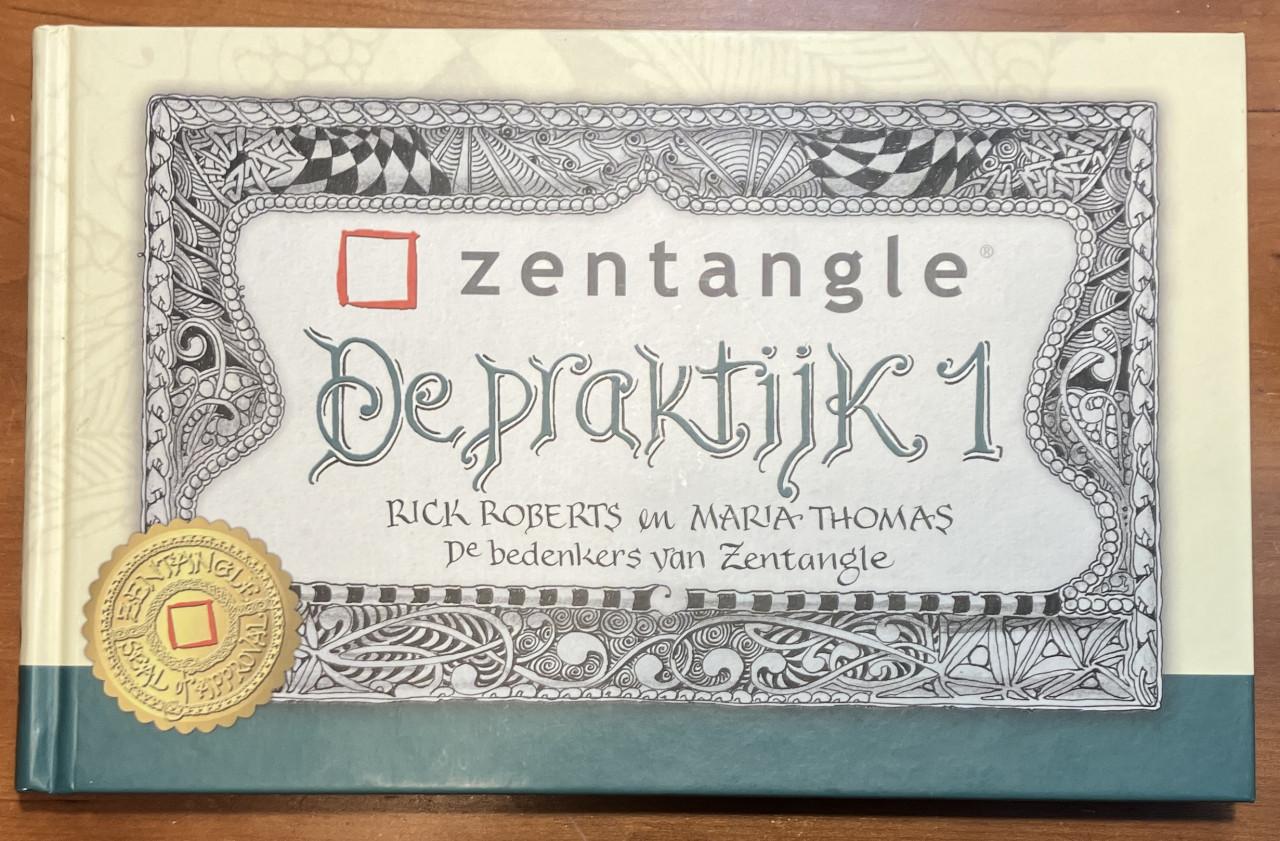 zentangle®
De praktijk 1
RICK ROBERTS en MARIA THOMAS
De bedenkers van Zentangle
ZENTANGLE
SEAL of APPROVAL